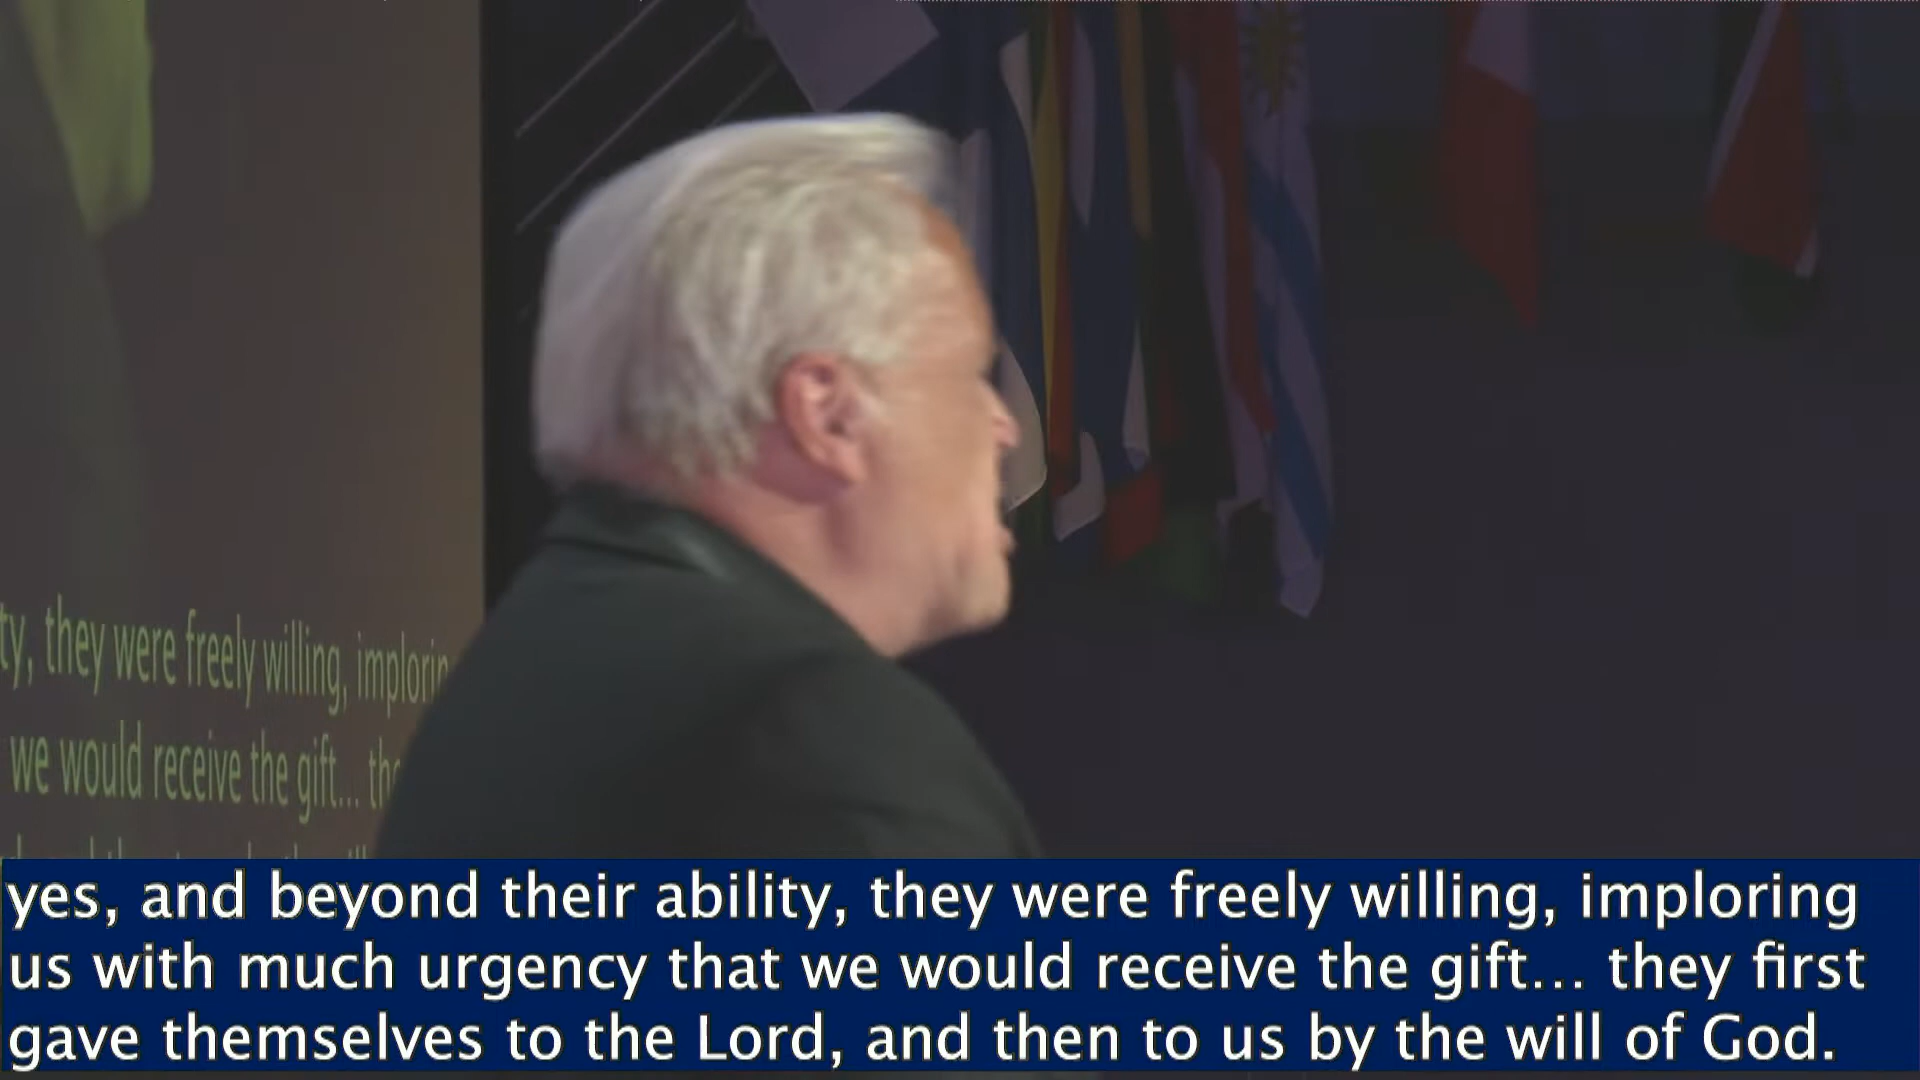 ty, they were freely willing, implorin
we would receive the gift... the
yes, and beyond their ability, they were freely willing, imploring
us with much urgency that we would receive the gift... they first
gave themselves to the Lord, and then to us by the will of God.